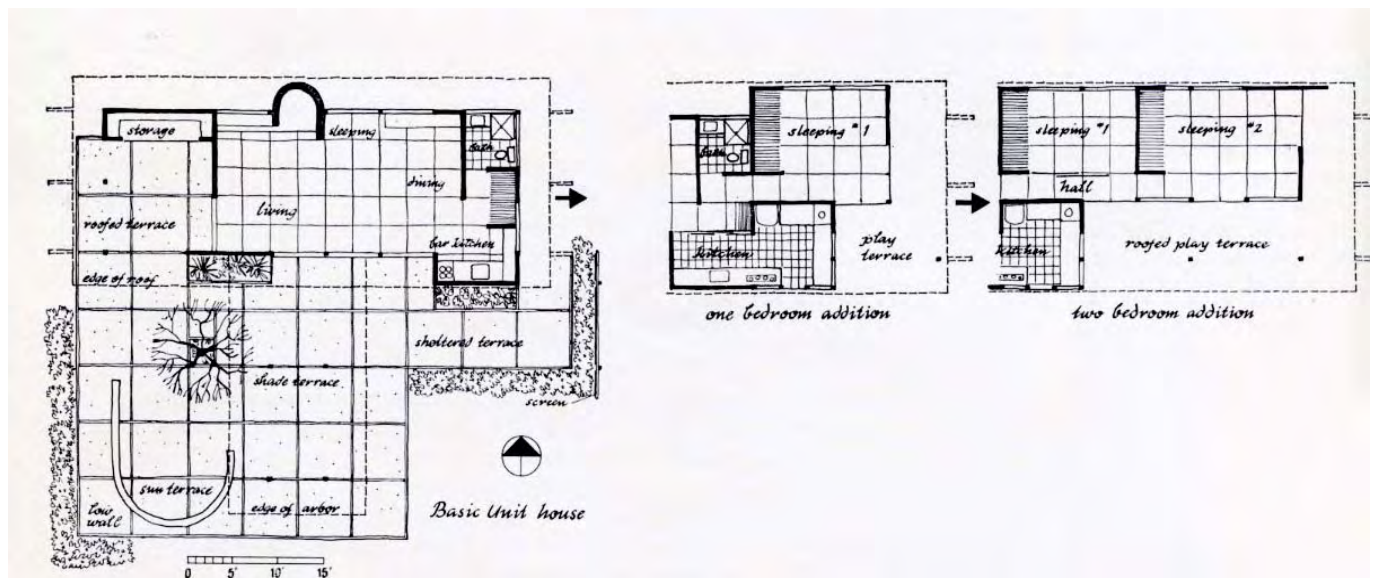 storage
sleeping
bath
dining
living
roofed terrace
bar kitchen
edge of roof
sheltered terrace
shade terrace
screen
sun terrace
low
wall
edge of arbor
Basic Unit house
0 5' 10' 15'
sleeping #1
bath
kitchen
play
terrace
one bedroom addition
sleeping #1
sleeping #2
hall
kitchen
roofed play terrace
two bedroom addition